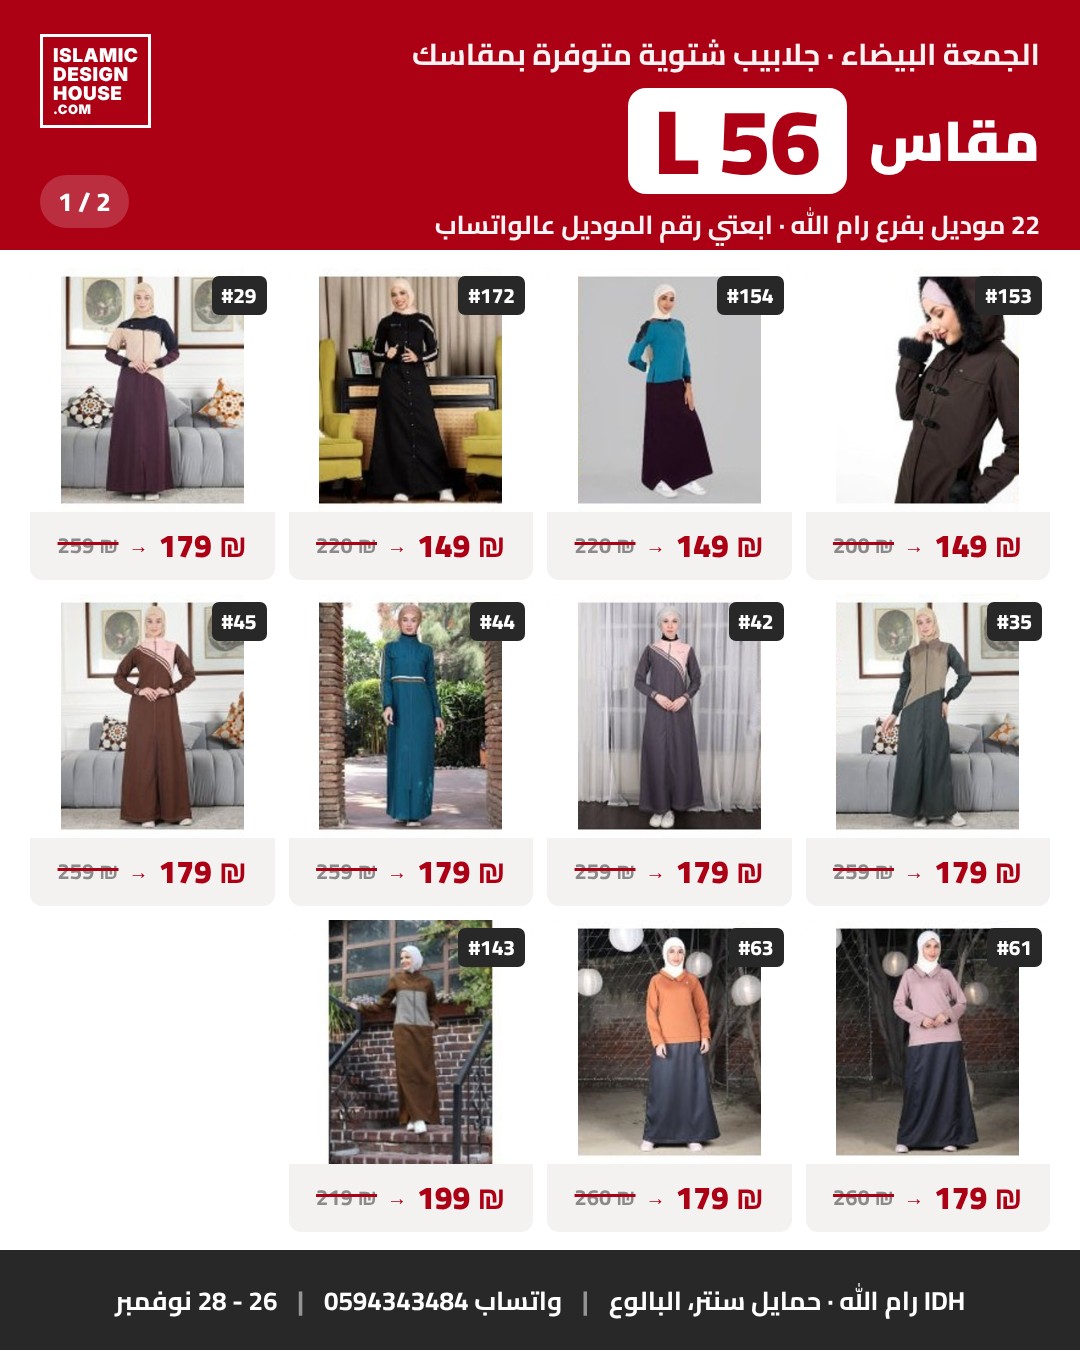 ISLAMIC
DESIGN
HOUSE
.COM
الجمعة البيضاء · جلابيب شتوية متوفرة بمقاسك
مقاس L 56
1 / 2
22 موديل بفرع رام الله · ابعتي رقم الموديل عالواتساب
#153
#154
#172
#29
200 ₪ → 149 ₪
220 ₪ → 149 ₪
220 ₪ → 149 ₪
259 ₪ → 179 ₪
#35
#42
#44
#45
259 ₪ → 179 ₪
259 ₪ → 179 ₪
259 ₪ → 179 ₪
259 ₪ → 179 ₪
#61
#63
#143
260 ₪ → 179 ₪
260 ₪ → 179 ₪
219 ₪ → 199 ₪
IDH رام الله · حمايل سنتر، البالوع | واتساب 0594343484 | 26 - 28 نوفمبر